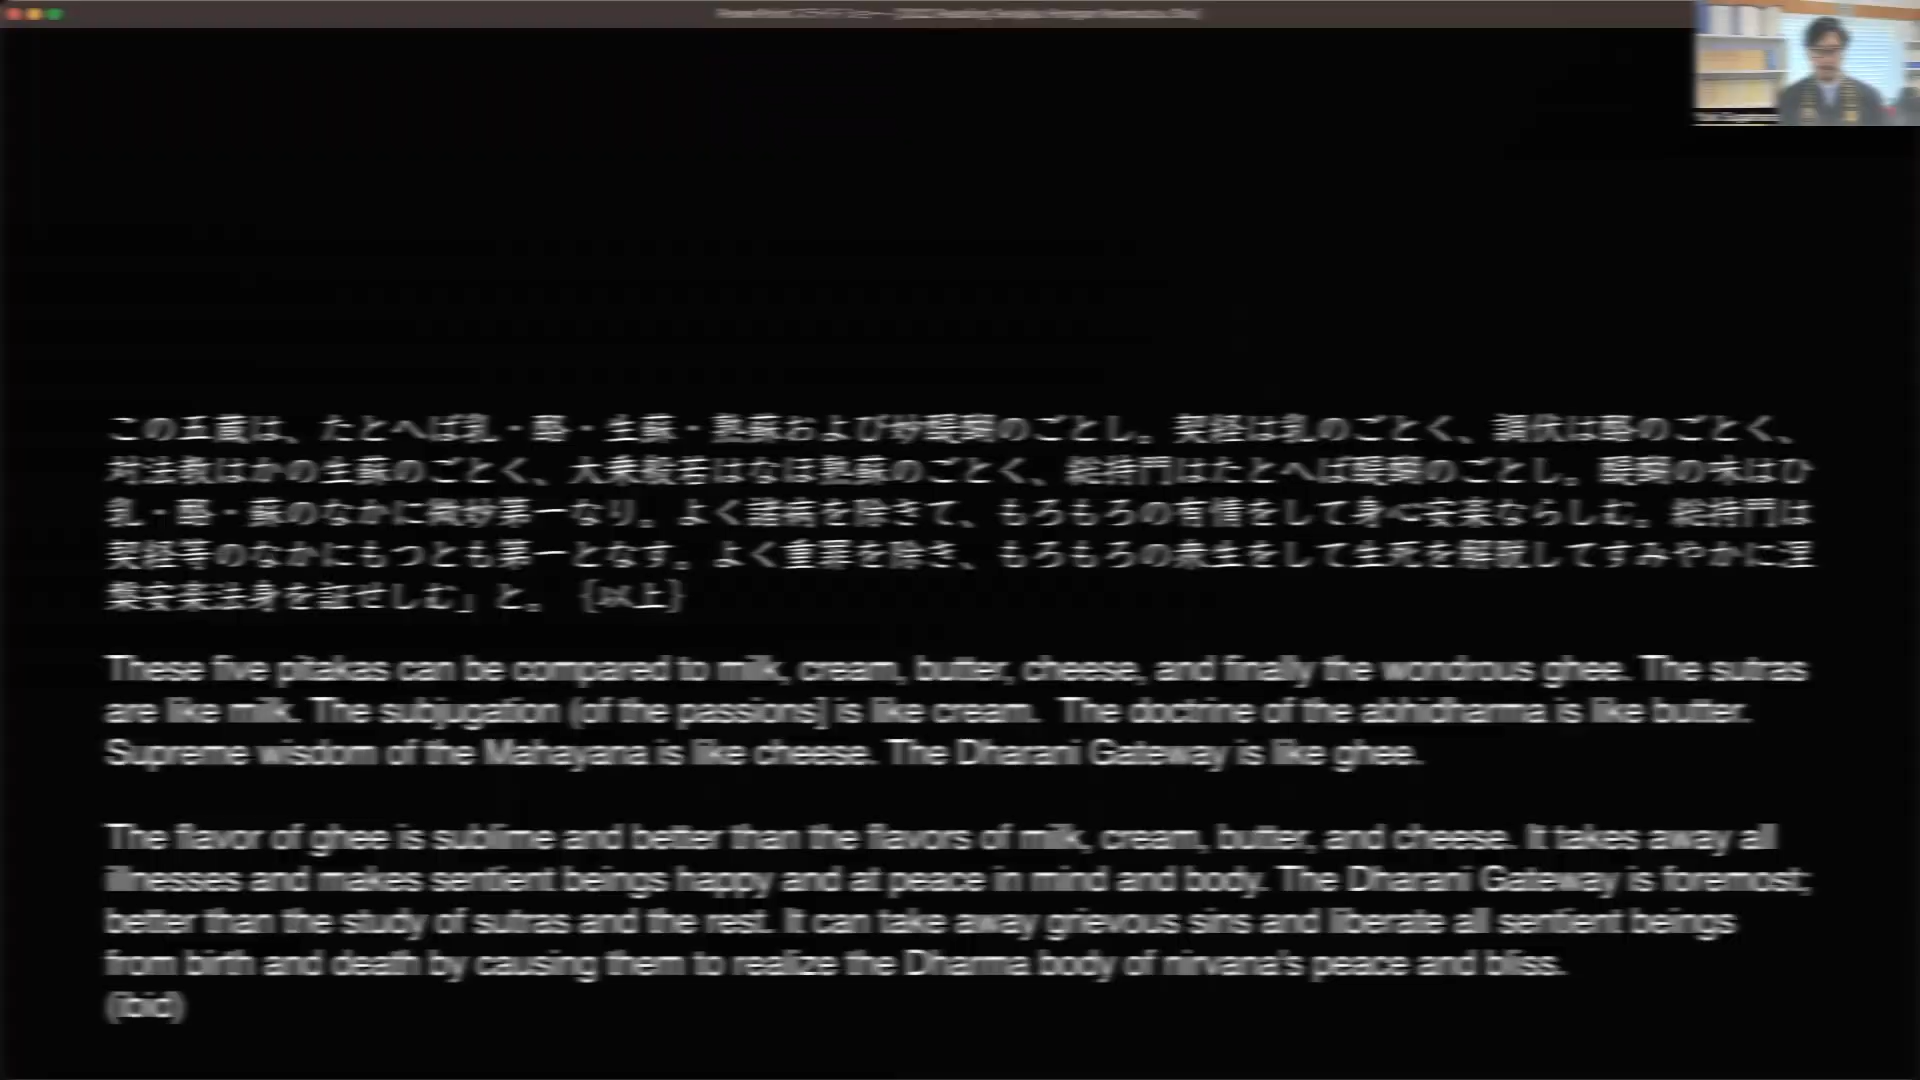 この五蔵は、たとへば乳・酪・生蘇・熟蘇および妙醍醐のごとし。契経は乳のごとく、調伏は酪のごとく、
対法教はかの生蘇のごとく、大乗般若はなほ熟蘇のごとく、総持門はたとへば醍醐のごとし。醍醐の味はひ
乳・酪・蘇のなかに微妙第一なり。よく諸病を除きて、もろもろの有情をして身心安楽ならしむ。総持門は
契経等のなかにもつとも第一となす。よく重罪を除き、もろもろの衆生をして生死を解脱してすみやかに涅
槃安楽法身を証せしむ」と。 {以上}
These five pitakas can be compared to milk, cream, butter, cheese, and finally the wondrous ghee. The sutras
are like milk. The subjugation (of the passions] is like cream. The doctrine of the abhidharma is like butter.
Supreme wisdom of the Mahayana is like cheese. The Dharani Gateway is like ghee.
The flavor of ghee is sublime and better than the flavors of milk, cream, butter, and cheese. It takes away all
illnesses and makes sentient beings happy and at peace in mind and body. The Dharani Gateway is foremost;
better than the study of sutras and the rest. It can take away grievous sins and liberate all sentient beings
from birth and death by causing them to realize the Dharma body of nirvana's peace and bliss.
(ibid)